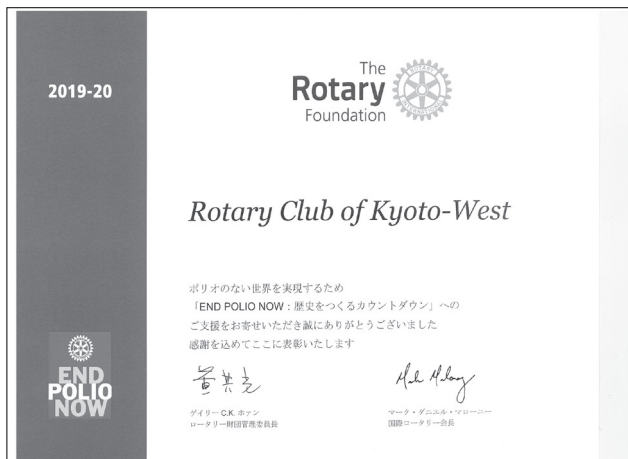 2019-20
The
Rotary
Foundation
ROTARY
INTERNATIONAL
Rotary Club of Kyoto-West
ポリオのない世界を実現するため
「END POLIO NOW：歴史をつくるカウントダウン」への
ご支援をお寄せいただき誠にありがとうございました
感謝を込めてここに表彰いたします
黄其光
ゲイリー C.K. ホァン
ロータリー財団管理委員長
マーク・ダニエル・マローニー
国際ロータリー会長
END
POLIO
NOW